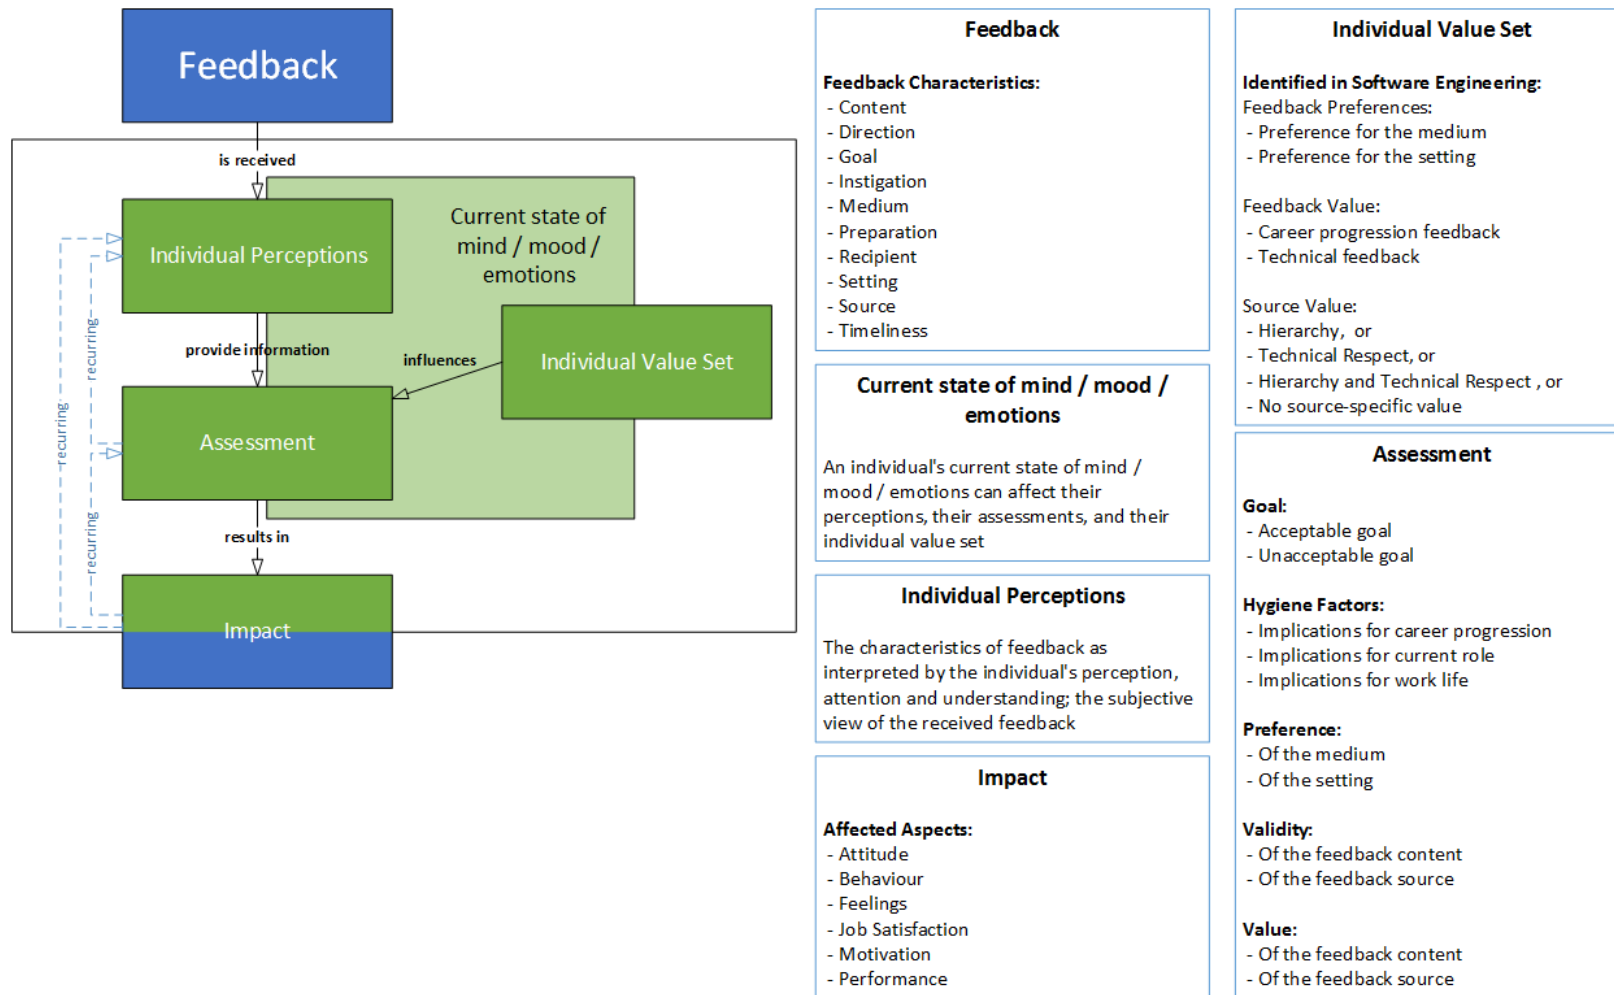 Feedback
is received
Individual Perceptions
Current state of
mind / mood /
emotions
provide information
influences
Individual Value Set
Assessment
results in
Impact
recurring
recurring
recurring
Feedback
Feedback Characteristics:
- Content
- Direction
- Goal
- Instigation
- Medium
- Preparation
- Recipient
- Setting
- Source
- Timeliness
Current state of mind / mood /
emotions
An individual's current state of mind /
mood / emotions can affect their
perceptions, their assessments, and their
individual value set
Individual Perceptions
The characteristics of feedback as
interpreted by the individual's perception,
attention and understanding; the subjective
view of the received feedback
Impact
Affected Aspects:
- Attitude
- Behaviour
- Feelings
- Job Satisfaction
- Motivation
- Performance
Individual Value Set
Identified in Software Engineering:
Feedback Preferences:
- Preference for the medium
- Preference for the setting
Feedback Value:
- Career progression feedback
- Technical feedback
Source Value:
- Hierarchy, or
- Technical Respect, or
- Hierarchy and Technical Respect , or
- No source-specific value
Assessment
Goal:
- Acceptable goal
- Unacceptable goal
Hygiene Factors:
- Implications for career progression
- Implications for current role
- Implications for work life
Preference:
- Of the medium
- Of the setting
Validity:
- Of the feedback content
- Of the feedback source
Value:
- Of the feedback content
- Of the feedback source